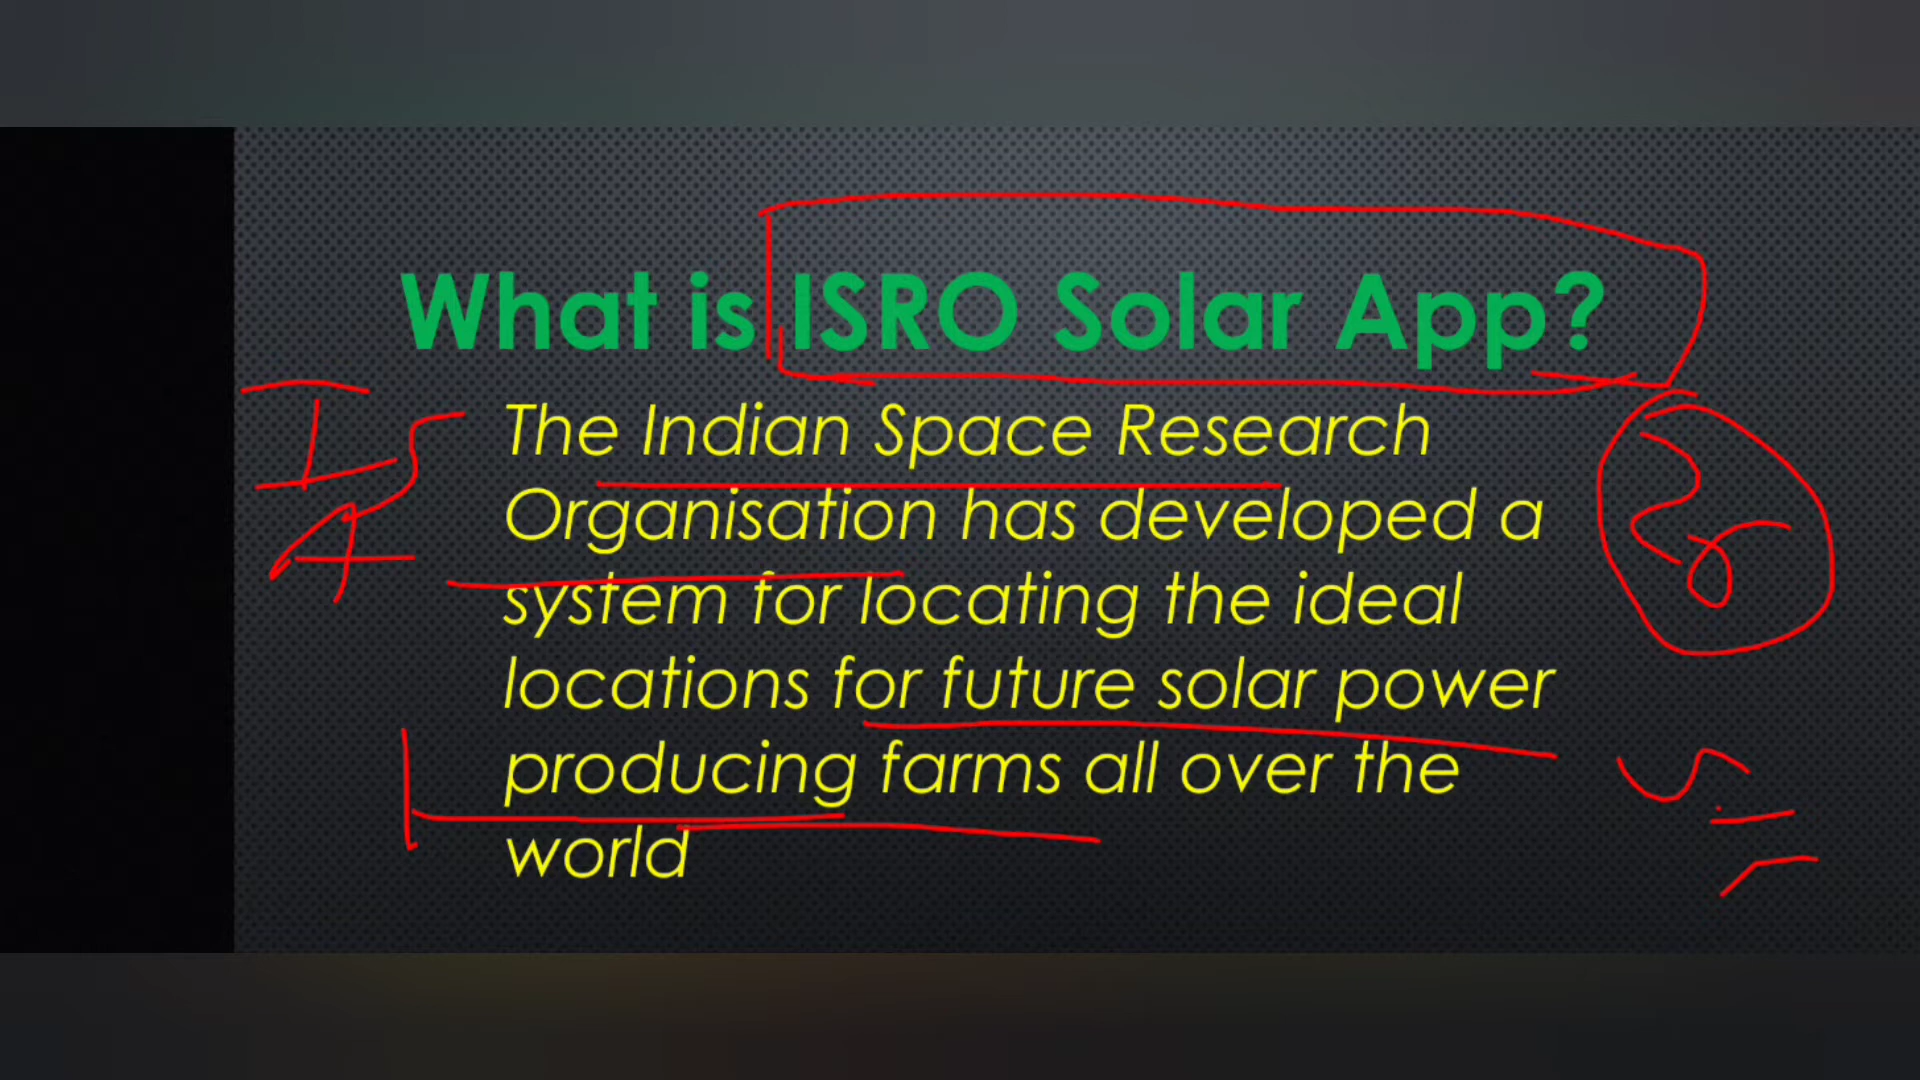 What is ISRO Solar App?
The Indian Space Research
Organisation has developed a
system for locating the ideal
locations for future solar power
producing farms all over the
world